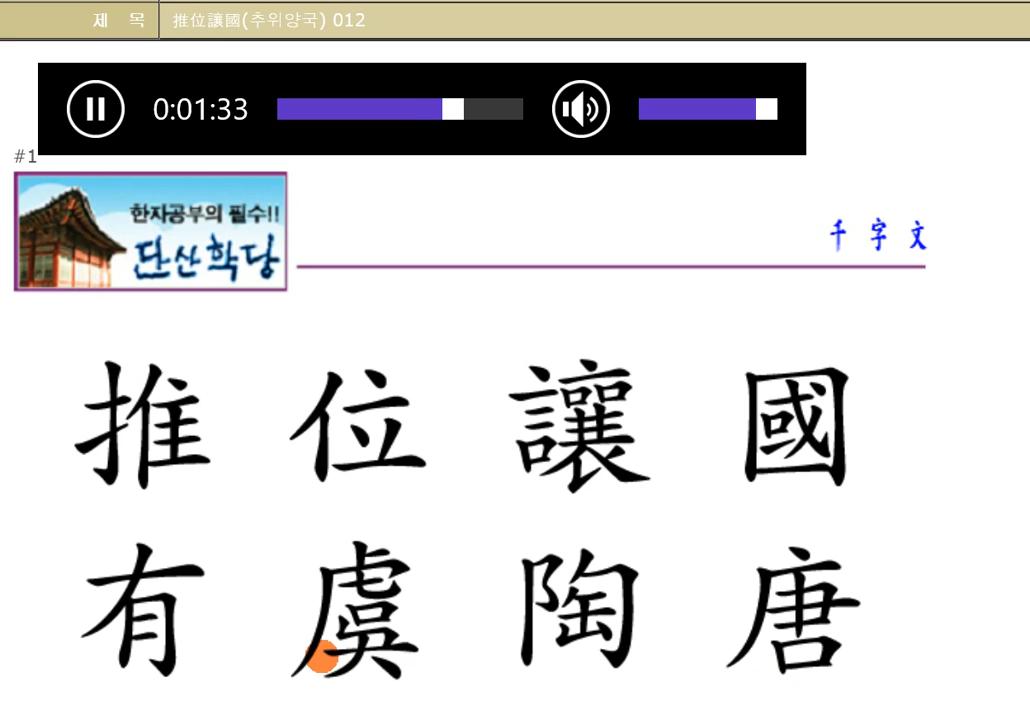 제 목 推位讓國(추위양국) 012
0:01:33
#1
한자공부의 필수!!
단산학당
千字文
推位讓國
有虞陶唐